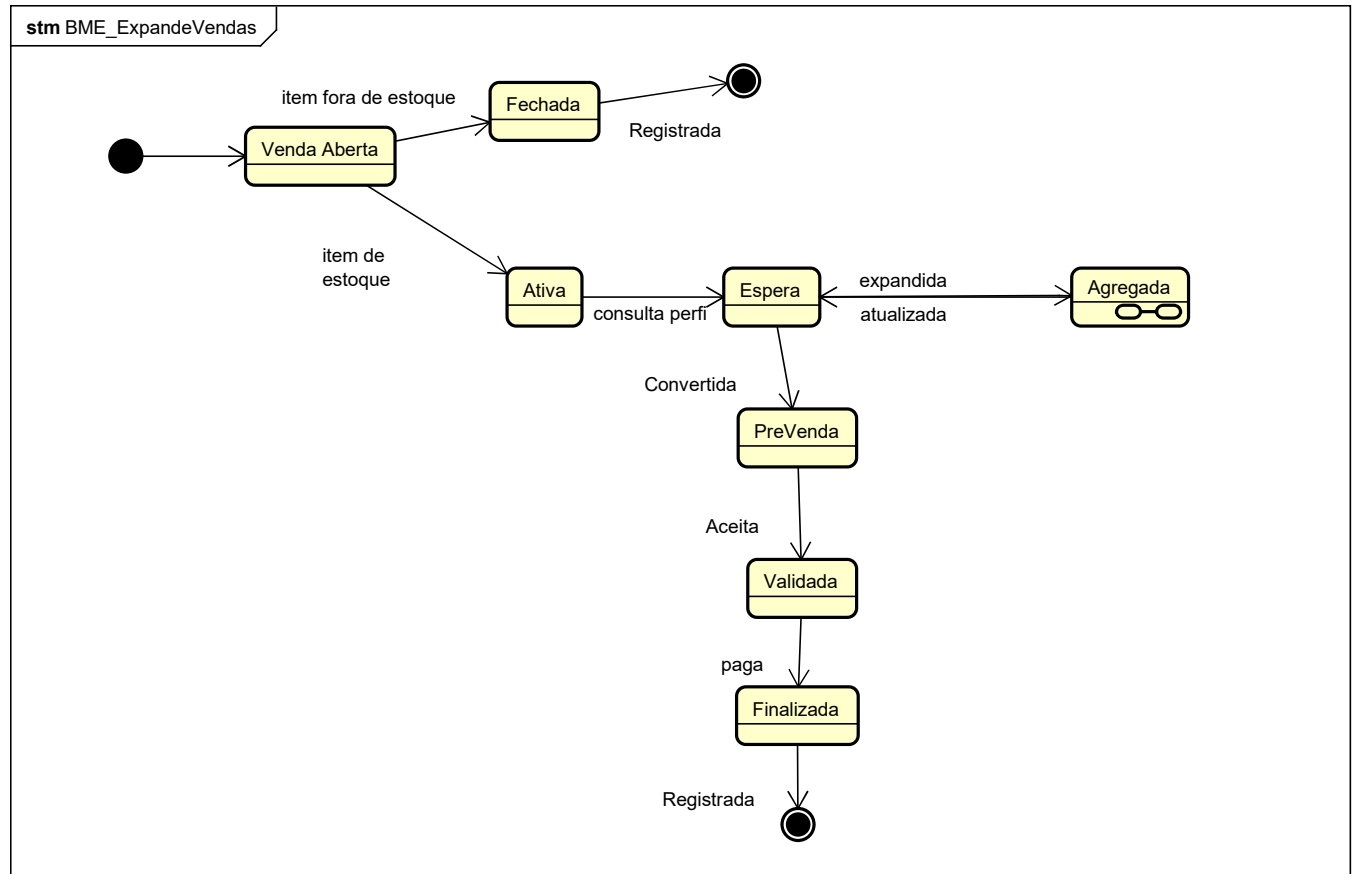 stm BME_ExpandeVendas
item fora de estoque
Fechada
Registrada
Venda Aberta
item de
estoque
Ativa
consulta perfi
Espera
expandida
atualizada
Agregada
Convertida
PreVenda
Aceita
Validada
paga
Finalizada
Registrada